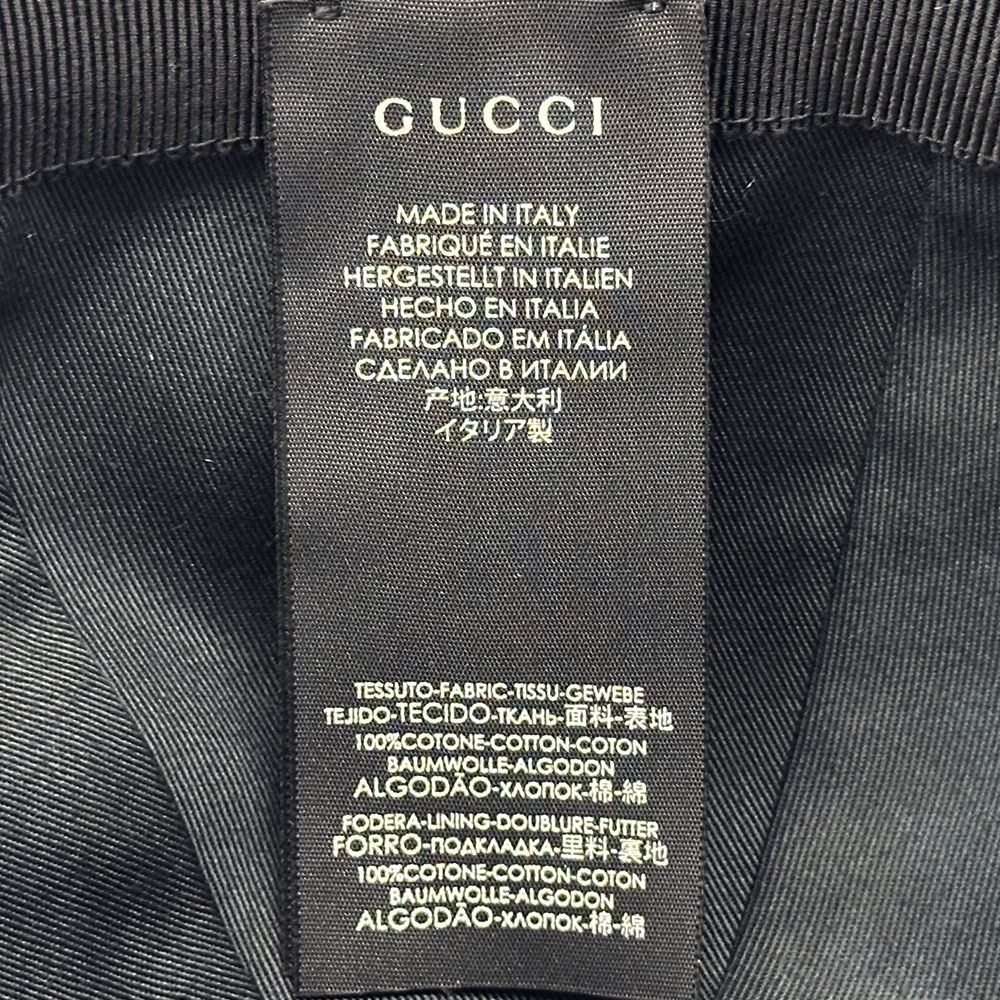 GUCCI
MADE IN ITALY
FABRIQUÉ EN ITALIE
HERGESTELLT IN ITALIEN
HECHO EN ITALIA
FABRICADO EM ITÁLIA
СДЕЛАНО В ИТАЛИИ
产地:意大利
イタリア製
TESSUTO-FABRIC-TISSU-GEWEBE
TEJIDO-TECIDO-ТКАНЬ-面料-表地
100%COTONE-COTTON-COTON
BAUMWOLLE-ALGODON
ALGODÃO-ХЛОПОК-棉-綿
FODERA-LINING-DOUBLURE-FUTTER
FORRO-ПОДКЛАДКА-里料-裏地
100%COTONE-COTTON-COTON
BAUMWOLLE-ALGODON
ALGODÃO-ХЛОПОК-棉-綿